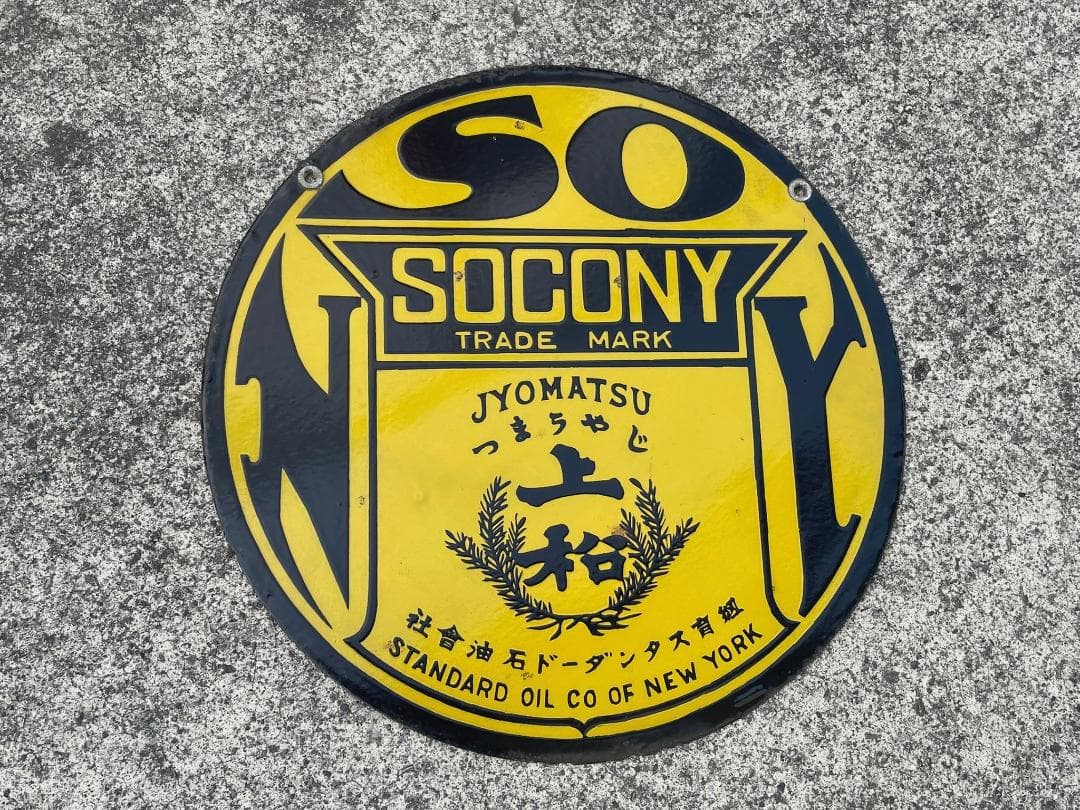 SO
N Y
SOCONY
TRADE MARK
JYOMATSU
じやうまつ
上
松
紐育スタンダード石油會社
STANDARD OIL CO OF NEW YORK